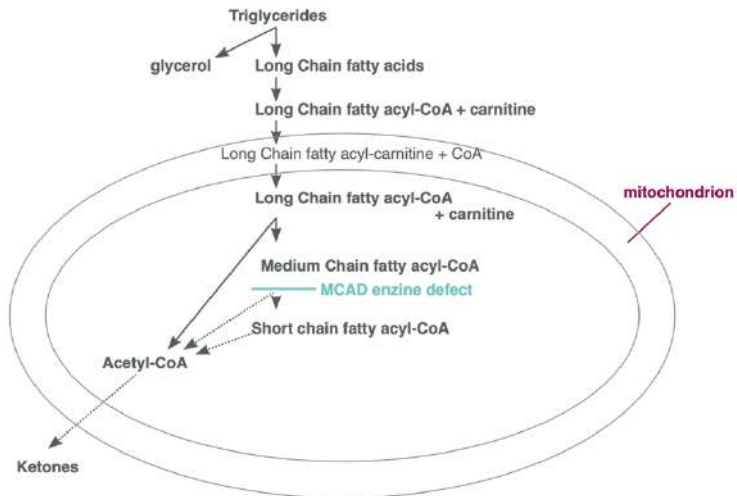 Triglycerides
glycerol
Long Chain fatty acids
Long Chain fatty acyl-CoA + carnitine
Long Chain fatty acyl-carnitine + CoA
Long Chain fatty acyl-CoA
+ carnitine
mitochondrion
Medium Chain fatty acyl-CoA
MCAD enzine defect
Short chain fatty acyl-CoA
Acetyl-CoA
Ketones